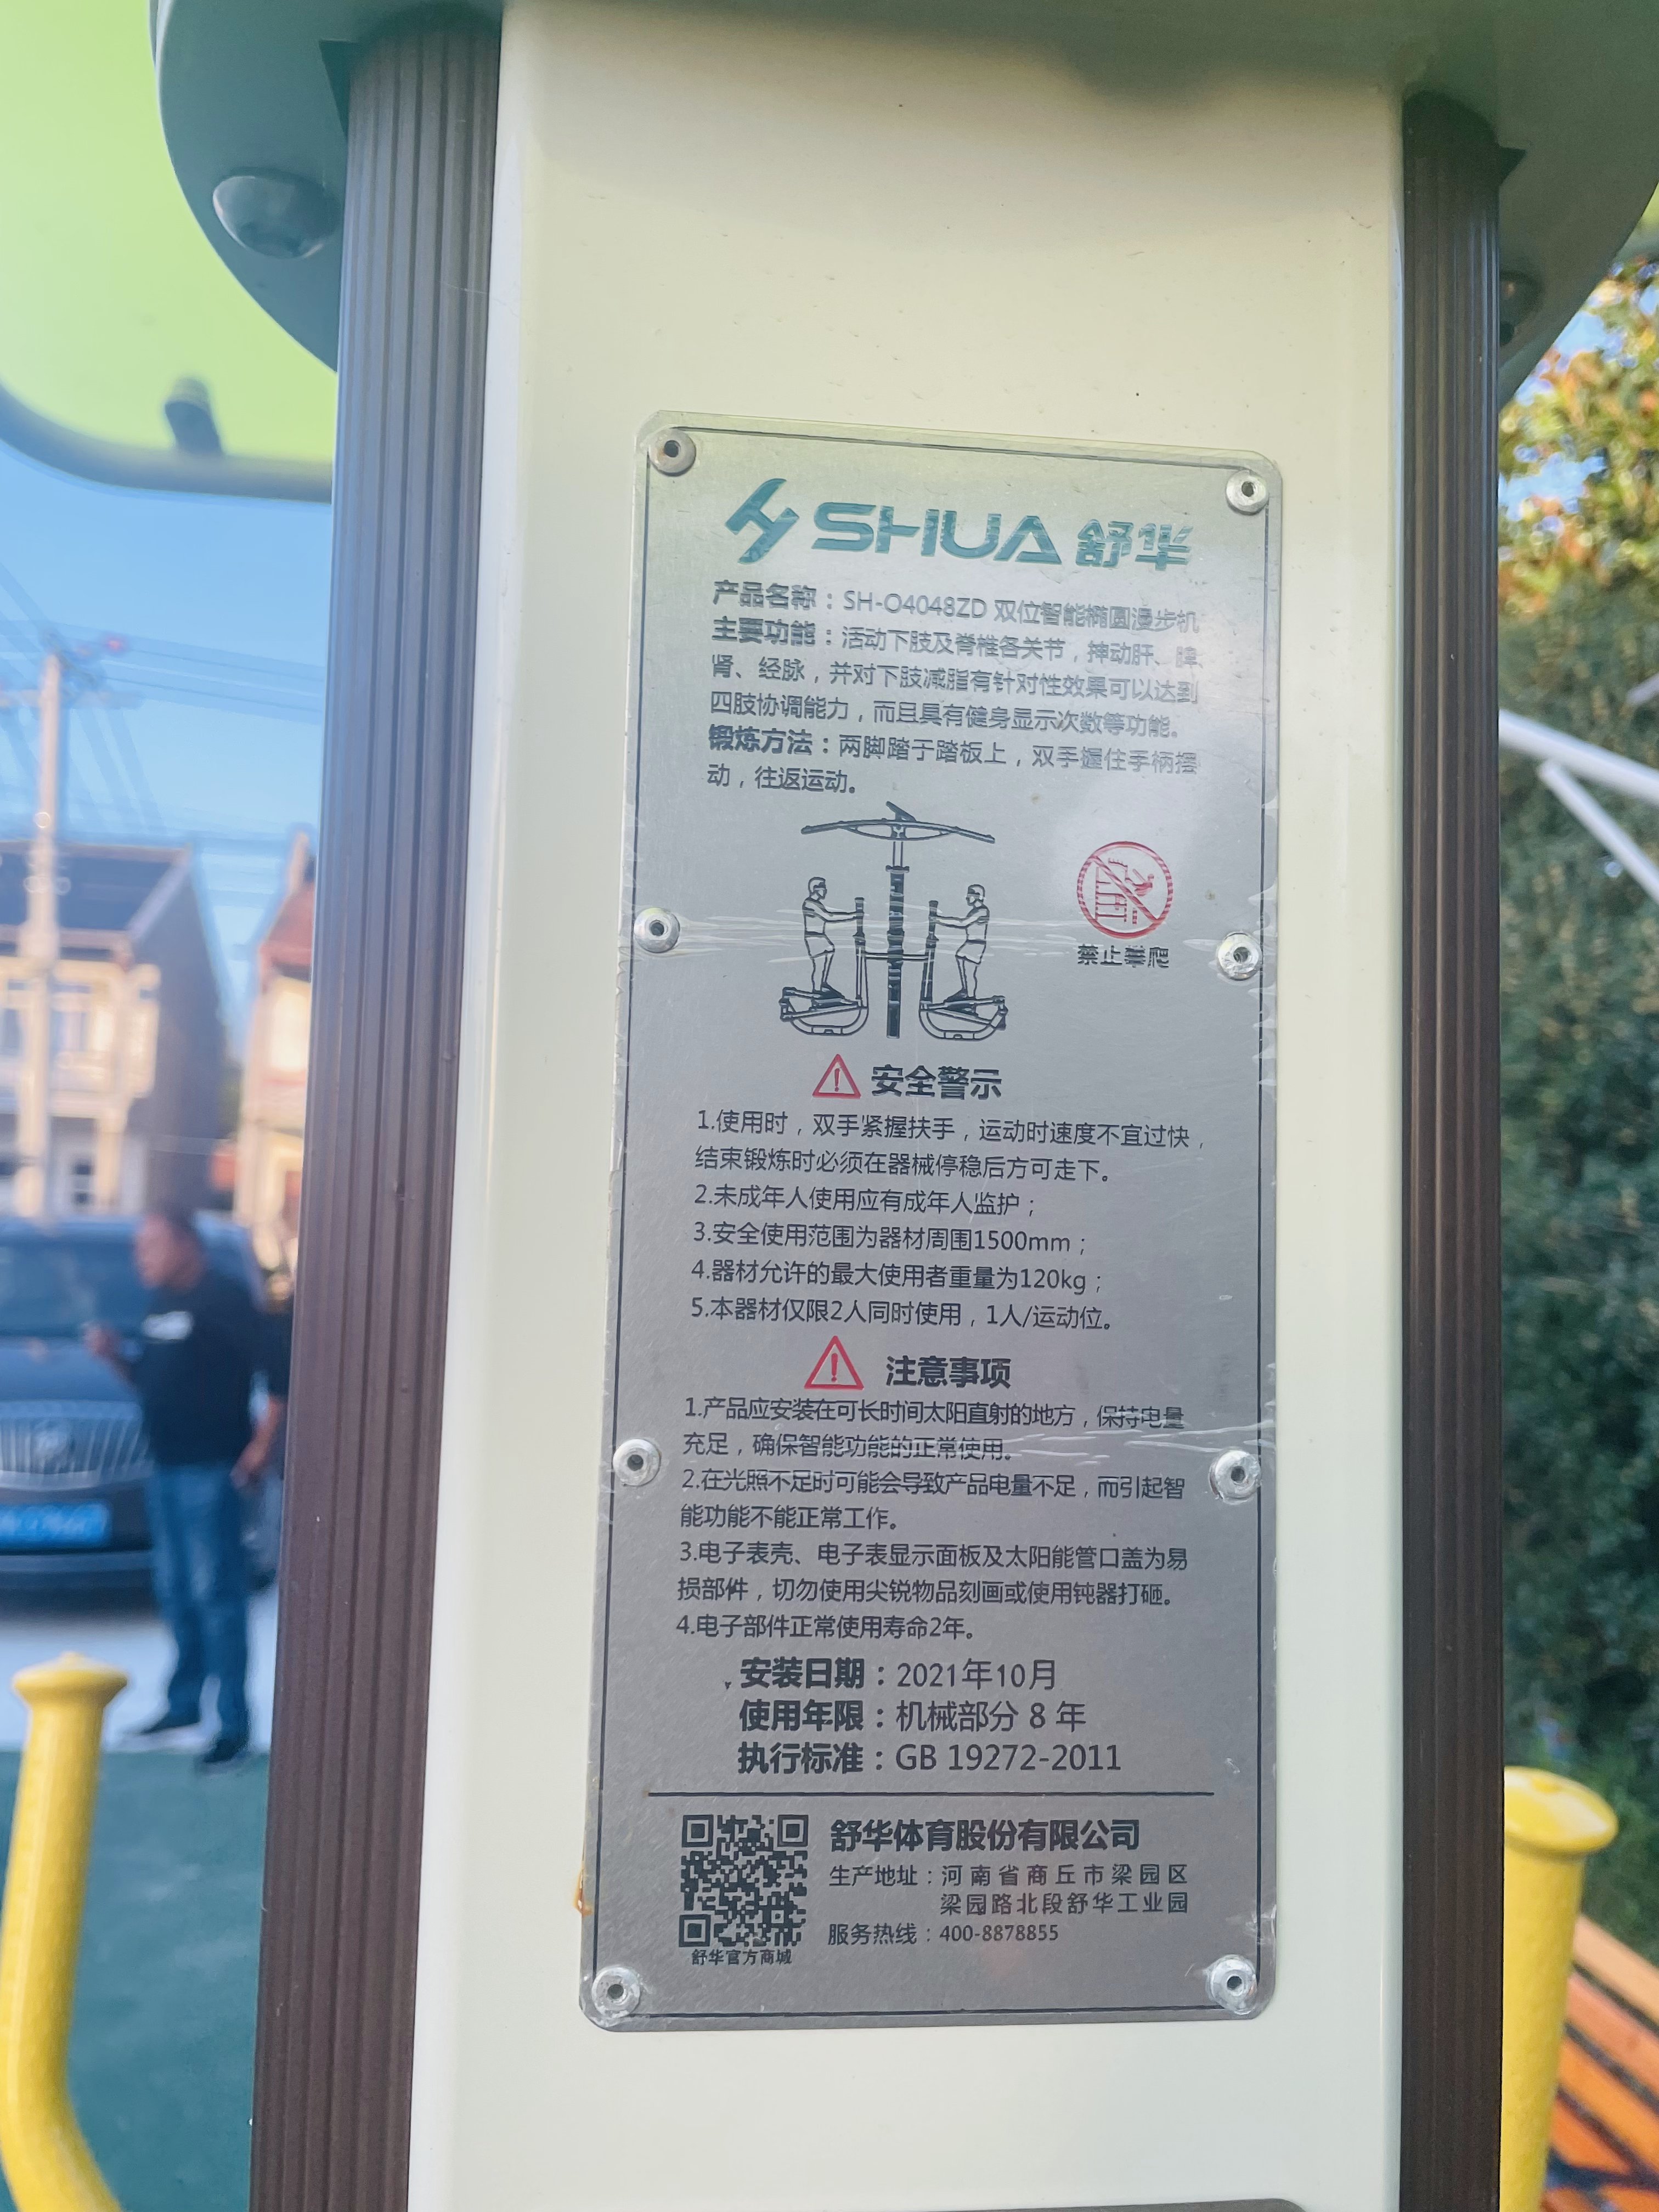 SHUA 舒华
产品名称：SH-O4048ZD 双位智能椭圆漫步机
主要功能：活动下肢及脊椎各关节，抻动肝、脾、
肾、经脉，并对下肢减脂有针对性效果可以达到
四肢协调能力，而且具有健身显示次数等功能。
锻炼方法：两脚踏于踏板上，双手握住手柄摆
动，往返运动。
禁止攀爬
安全警示
1.使用时，双手紧握扶手，运动时速度不宜过快，
结束锻炼时必须在器械停稳后方可走下。
2.未成年人使用应有成年人监护；
3.安全使用范围为器材周围1500mm；
4.器材允许的最大使用者重量为120kg；
5.本器材仅限2人同时使用，1人/运动位。
注意事项
1.产品应安装在可长时间太阳直射的地方，保持电量
充足，确保智能功能的正常使用。
2.在光照不足时可能会导致产品电量不足，而引起智
能功能不能正常工作。
3.电子表壳、电子表显示面板及太阳能管口盖为易
损部件，切勿使用尖锐物品刻画或使用钝器打砸。
4.电子部件正常使用寿命2年。
安装日期：2021年10月
使用年限：机械部分 8 年
执行标准：GB 19272-2011
舒华体育股份有限公司
生产地址：河南省商丘市梁园区
梁园路北段舒华工业园
服务热线：400-8878855
舒华官方商城